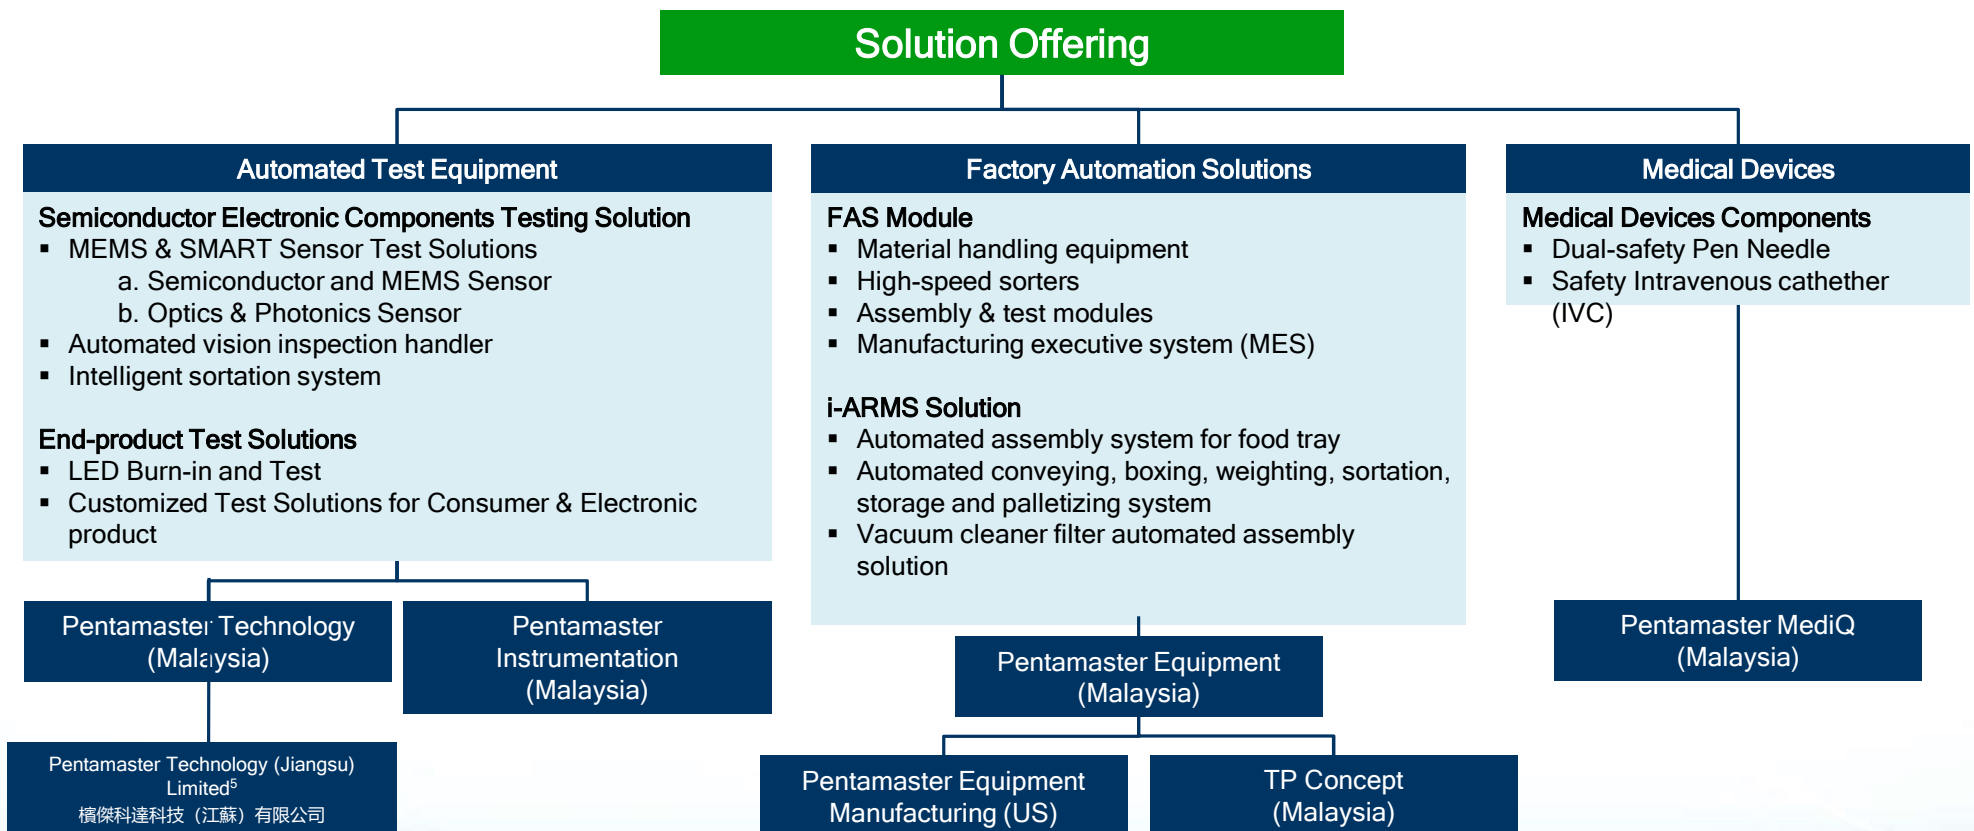 Solution Offering
Automated Test Equipment
Semiconductor Electronic Components Testing Solution
▪ MEMS & SMART Sensor Test Solutions
a. Semiconductor and MEMS Sensor
b. Optics & Photonics Sensor
▪ Automated vision inspection handler
▪ Intelligent sortation system
End-product Test Solutions
▪ LED Burn-in and Test
▪ Customized Test Solutions for Consumer & Electronic
product
Pentamaster Technology
(Malaysia)
Pentamaster
Instrumentation
(Malaysia)
Pentamaster Technology (Jiangsu)
Limited5
檳傑科達科技（江蘇）有限公司
Factory Automation Solutions
FAS Module
▪ Material handling equipment
▪ High-speed sorters
▪ Assembly & test modules
▪ Manufacturing executive system (MES)
i-ARMS Solution
▪ Automated assembly system for food tray
▪ Automated conveying, boxing, weighting, sortation,
storage and palletizing system
▪ Vacuum cleaner filter automated assembly
solution
Pentamaster Equipment
(Malaysia)
Pentamaster Equipment
Manufacturing (US)
TP Concept
(Malaysia)
Medical Devices
Medical Devices Components
▪ Dual-safety Pen Needle
▪ Safety Intravenous cathether
(IVC)
Pentamaster MediQ
(Malaysia)